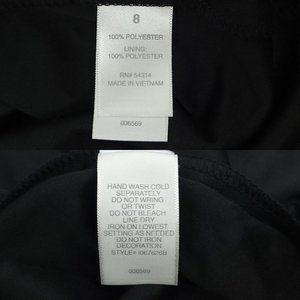 8
100% POLYESTER
LINING:
100% POLYESTER
RN# 54314
MADE IN VIETNAM
006569
HAND WASH COLD
SEPARATELY
DO NOT WRING
OR TWIST
DO NOT BLEACH
LINE DRY
IRON ON LOWEST
SETTING AS NEEDED
DO NOT IRON
DECORATION
STYLE#
006569